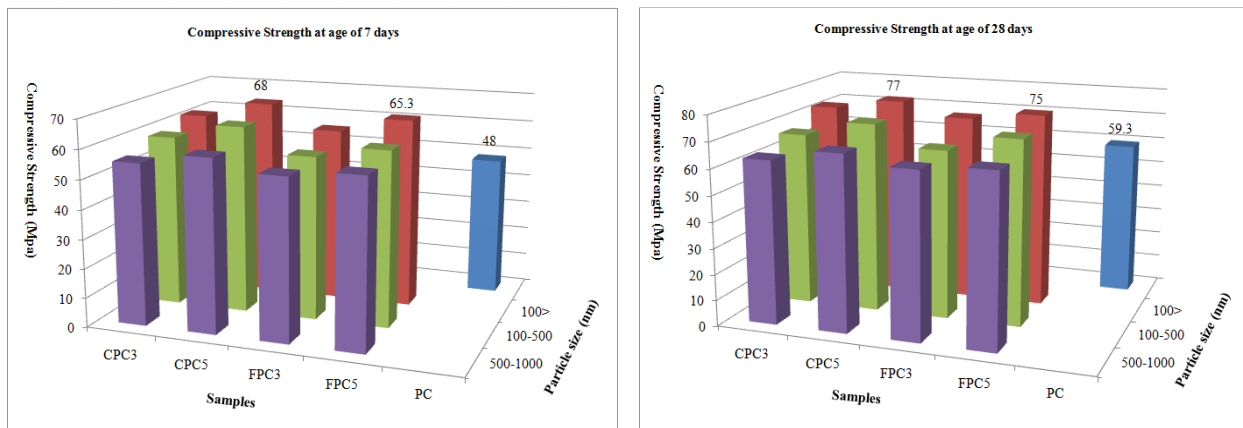 Compressive Strength at age of 7 days
Compressive Strength (Mpa)
70
60
50
40
30
20
10
0
68
65.3
48
CPC3
CPC5
FPC3
FPC5
PC
Samples
100>
100-500
500-1000
Particle size (nm)
Compressive Strength at age of 28 days
Compressive Strength (Mpa)
80
70
60
50
40
30
20
10
0
77
75
59.3
CPC3
CPC5
FPC3
FPC5
PC
Samples
100>
100-500
500-1000
Particle size (nm)